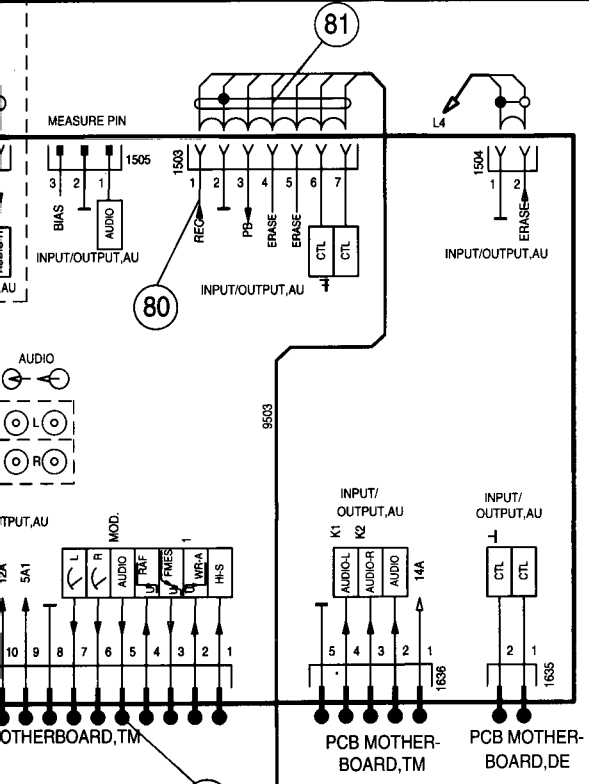 81
L4
MEASURE PIN
1505
1503
1504
3 2 1
1 2 3 4 5 6 7
1 2
BIAS
AUDIO
REC
PB
ERASE
ERASE
CTL
CTL
ERASE
INPUT/OUTPUT,AU
INPUT/OUTPUT,AU
INPUT/OUTPUT,AU
AU
80
AUDIO
L
R
9503
INPUT/
OUTPUT,AU
INPUT/
OUTPUT,AU
TPUT,AU
MOD.
1
K1
K2
12A
5A1
L
R
AUDIO
RAF
FMES
WR-A
HI-S
AUDIO-L
AUDIO-R
AUDIO
14A
CTL
CTL
10 9 8 7 6 5 4 3 2 1
5 4 3 2 1
1636
2 1
1635
OTHERBOARD,TM
PCB MOTHER-
BOARD,TM
PCB MOTHER-
BOARD,DE